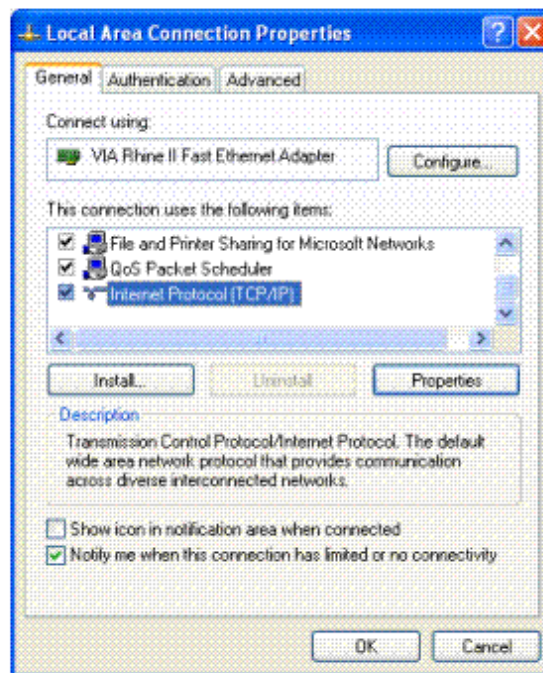 Local Area Connection Properties
General Authentication Advanced
Connect using:
VIA Rhine II Fast Ethernet Adapter
Configure...
This connection uses the following items:
File and Printer Sharing for Microsoft Networks
QoS Packet Scheduler
Internet Protocol (TCP/IP)
Install... Uninstall Properties
Description
Transmission Control Protocol/Internet Protocol. The default
wide area network protocol that provides communication
across diverse interconnected networks.
Show icon in notification area when connected
Notify me when this connection has limited or no connectivity
OK Cancel